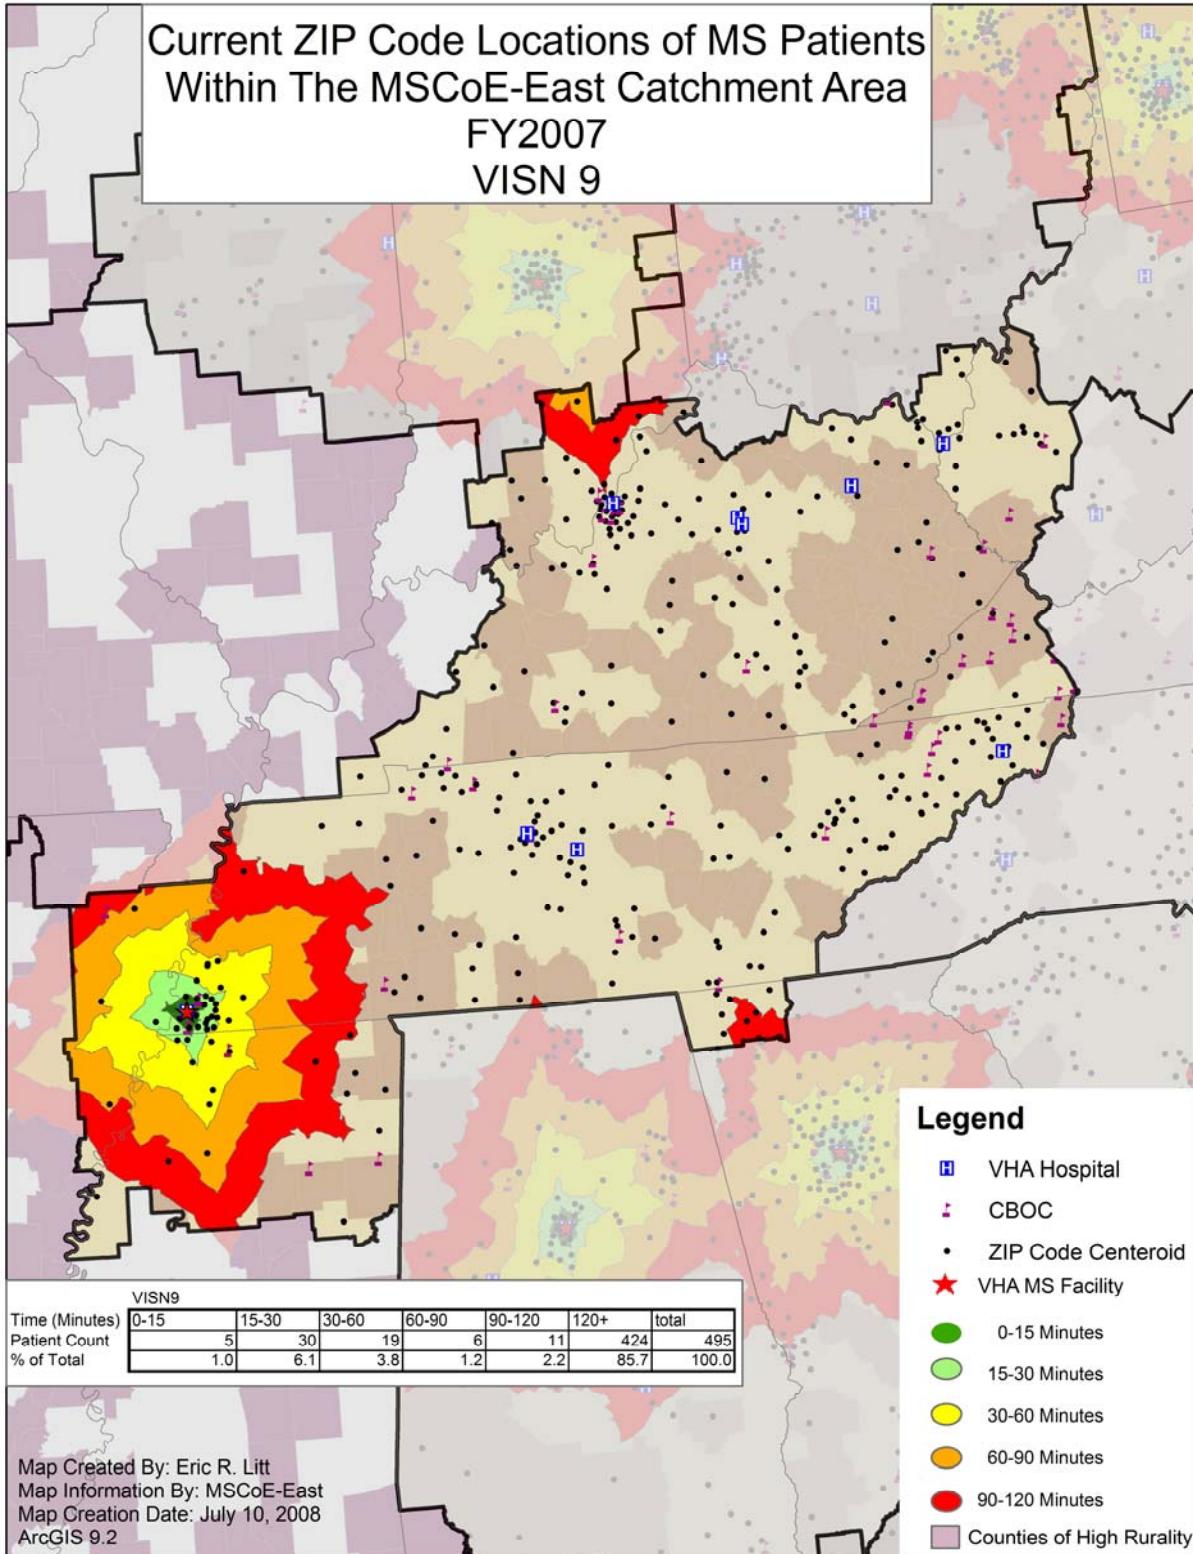 Current ZIP Code Locations of MS Patients
Within The MSCoE-East Catchment Area
FY2007
VISN 9
Legend
H VHA Hospital
CBOC
ZIP Code Centeroid
VHA MS Facility
0-15 Minutes
15-30 Minutes
30-60 Minutes
60-90 Minutes
90-120 Minutes
Counties of High Rurality
VISN9
Time (Minutes) 0-15 15-30 30-60 60-90 90-120 120+ total
Patient Count 5 30 19 6 11 424 495
% of Total 1.0 6.1 3.8 1.2 2.2 85.7 100.0
Map Created By: Eric R. Litt
Map Information By: MSCoE-East
Map Creation Date: July 10, 2008
ArcGIS 9.2